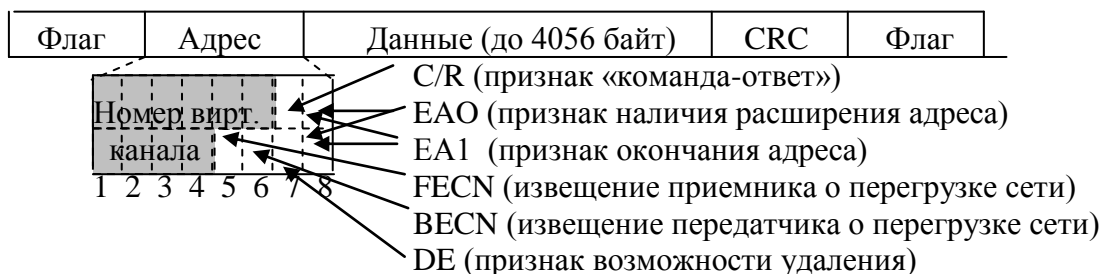 Флаг Адрес Данные (до 4056 байт) CRC Флаг
C/R (признак «команда-ответ»)
Номер вирт. EAO (признак наличия расширения адреса)
канала EA1 (признак окончания адреса)
1 2 3 4 5 6 7 8 FECN (извещение приемника о перегрузке сети)
BECN (извещение передатчика о перегрузке сети)
DE (признак возможности удаления)